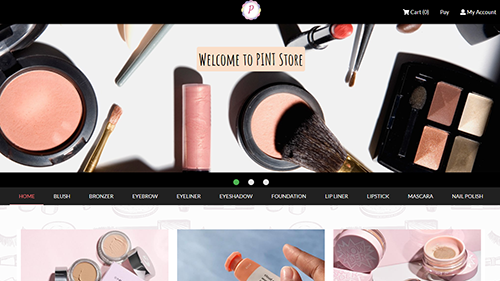 P
Cart (0)
Pay
My Account
Welcome to PINT Store
HOME
BLUSH
BRONZER
EYEBROW
EYELINER
EYESHADOW
FOUNDATION
LIP LINER
LIPSTICK
MASCARA
NAIL POLISH